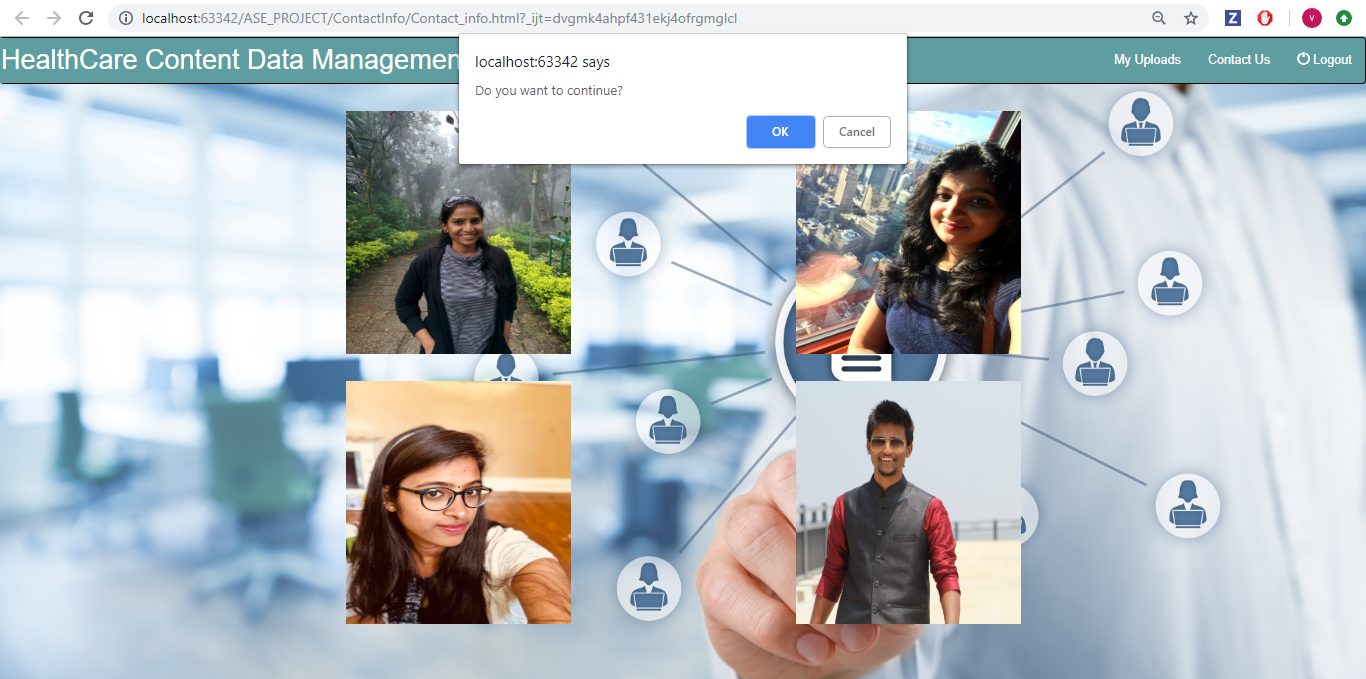 localhost:63342/ASE_PROJECT/ContactInfo/Contact_info.html?_ijt=dvgmk4ahpf431ekj4ofrgmglcl
Z
V
localhost:63342 says
Do you want to continue?
OK
Cancel
HealthCare Content Data Managemen
My Uploads
Contact Us
Logout